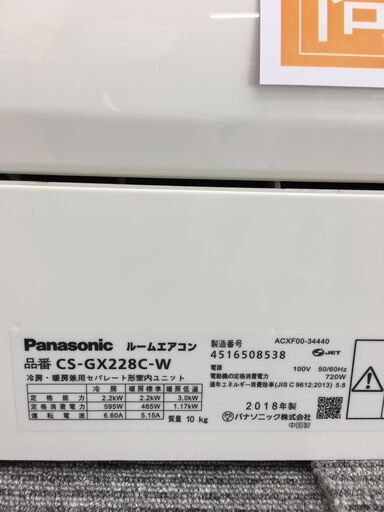 Panasonic ルームエアコン
品番 CS-GX228C-W
冷房・暖房兼用セパレート形室内ユニット
冷房 暖房標準 暖房低温
定格能力 2.2kW 2.2kW 3.0kW
定格消費電力 595W 465W 1.17kW
運転電流 6.60A 5.15A
質量 10 kg
ACXF00-34440
製造番号
4516508538
JET
電源 100V 50/60Hz
電動機の定格消費電力 720W
通年エネルギー消費効率(JIS C 9612:2013) 5.8
2018年製
パナソニック株式会社
中国製